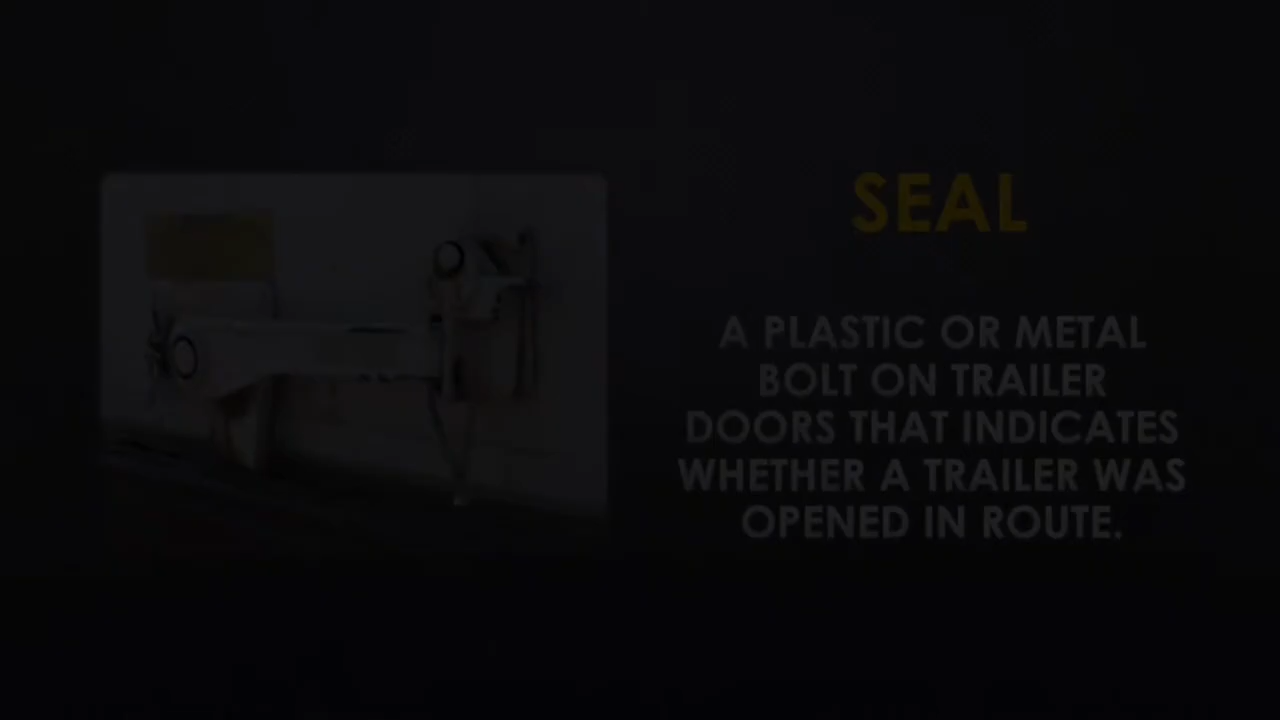 SEAL
A PLASTIC OR METAL
BOLT ON TRAILER
DOORS THAT INDICATES
WHETHER A TRAILER WAS
OPENED IN ROUTE.